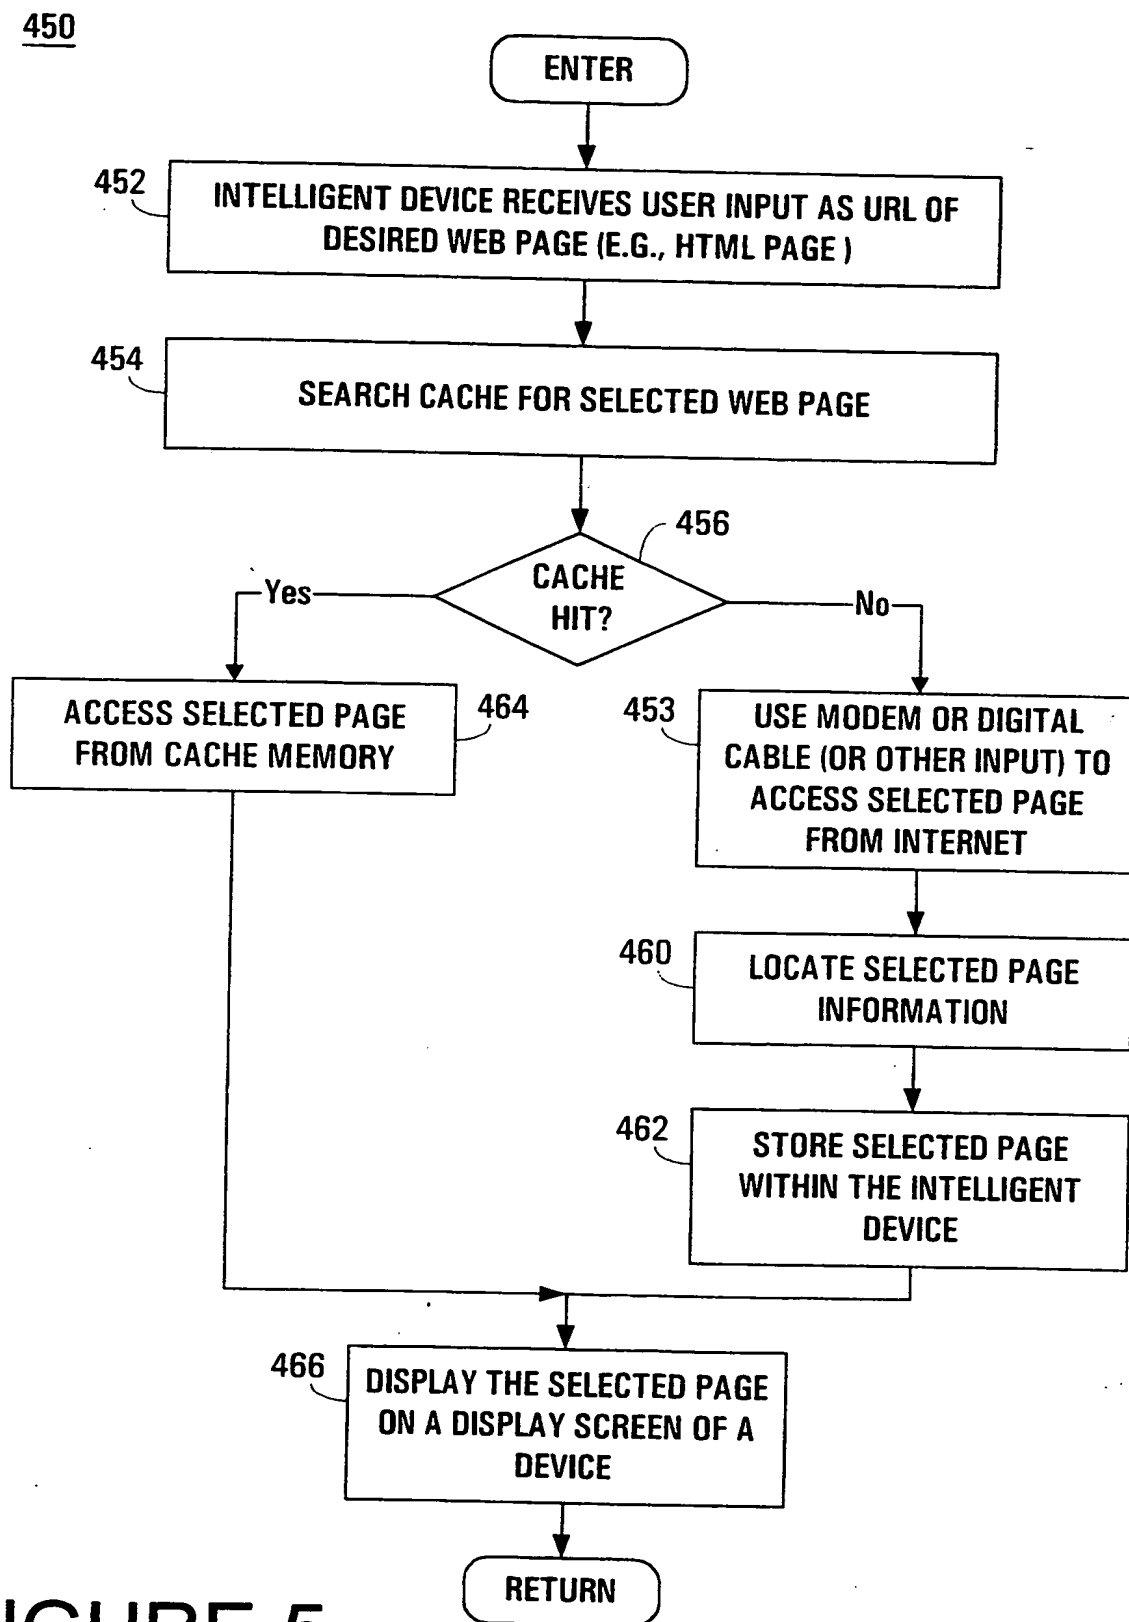 450
ENTER
452
INTELLIGENT DEVICE RECEIVES USER INPUT AS URL OF
DESIRED WEB PAGE (E.G., HTML PAGE )
454
SEARCH CACHE FOR SELECTED WEB PAGE
456
CACHE
HIT?
Yes
No
ACCESS SELECTED PAGE
FROM CACHE MEMORY
464
453
USE MODEM OR DIGITAL
CABLE (OR OTHER INPUT) TO
ACCESS SELECTED PAGE
FROM INTERNET
460
LOCATE SELECTED PAGE
INFORMATION
462
STORE SELECTED PAGE
WITHIN THE INTELLIGENT
DEVICE
466
DISPLAY THE SELECTED PAGE
ON A DISPLAY SCREEN OF A
DEVICE
RETURN